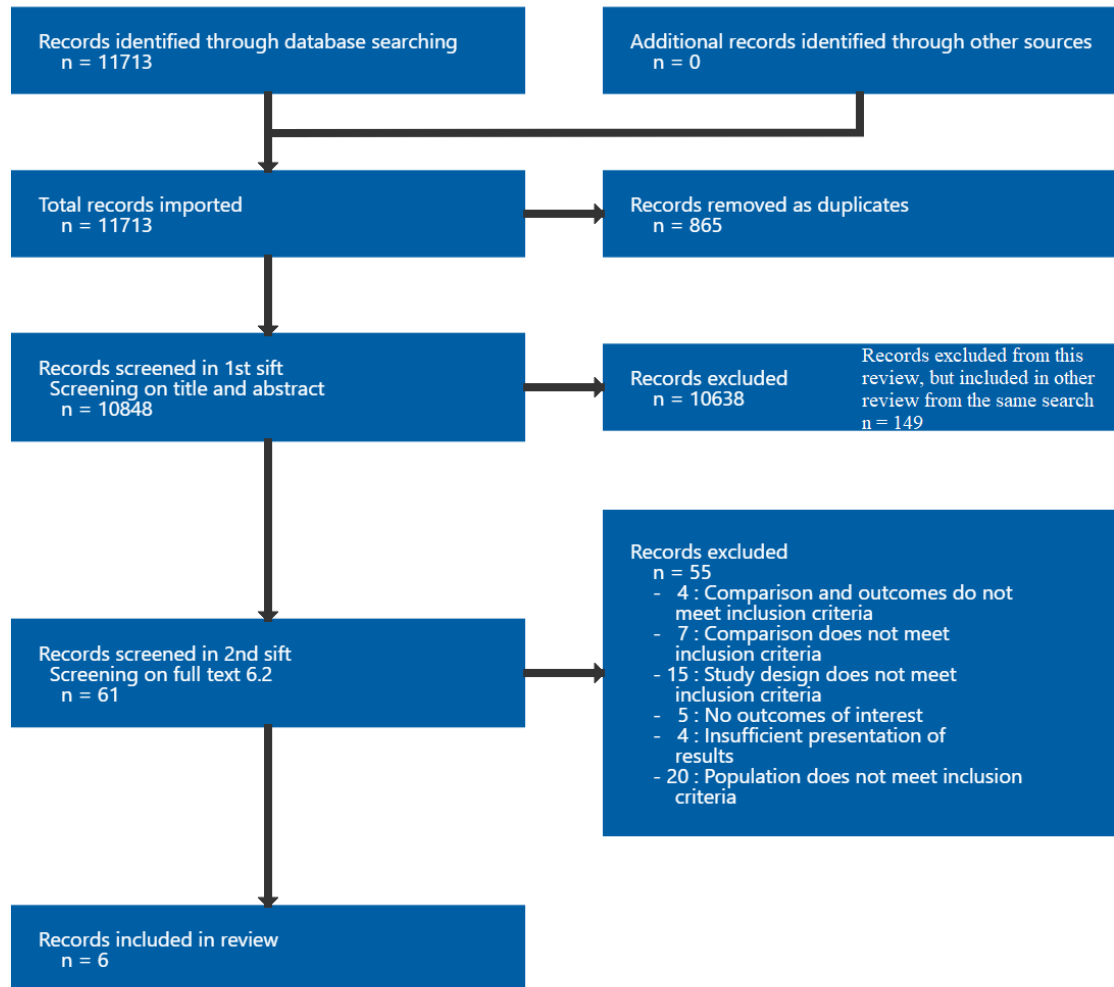 Records identified through database searching
n = 11713
Additional records identified through other sources
n = 0
Total records imported
n = 11713
Records removed as duplicates
n = 865
Records screened in 1st sift
Screening on title and abstract
n = 10848
Records excluded
n = 10638
Records excluded from this
review, but included in other
review from the same search
n = 149
Records screened in 2nd sift
Screening on full text 6.2
n = 61
Records excluded
n = 55
- 4 : Comparison and outcomes do not
meet inclusion criteria
- 7 : Comparison does not meet
inclusion criteria
- 15 : Study design does not meet
inclusion criteria
- 5 : No outcomes of interest
- 4 : Insufficient presentation of
results
- 20 : Population does not meet inclusion
criteria
Records included in review
n = 6